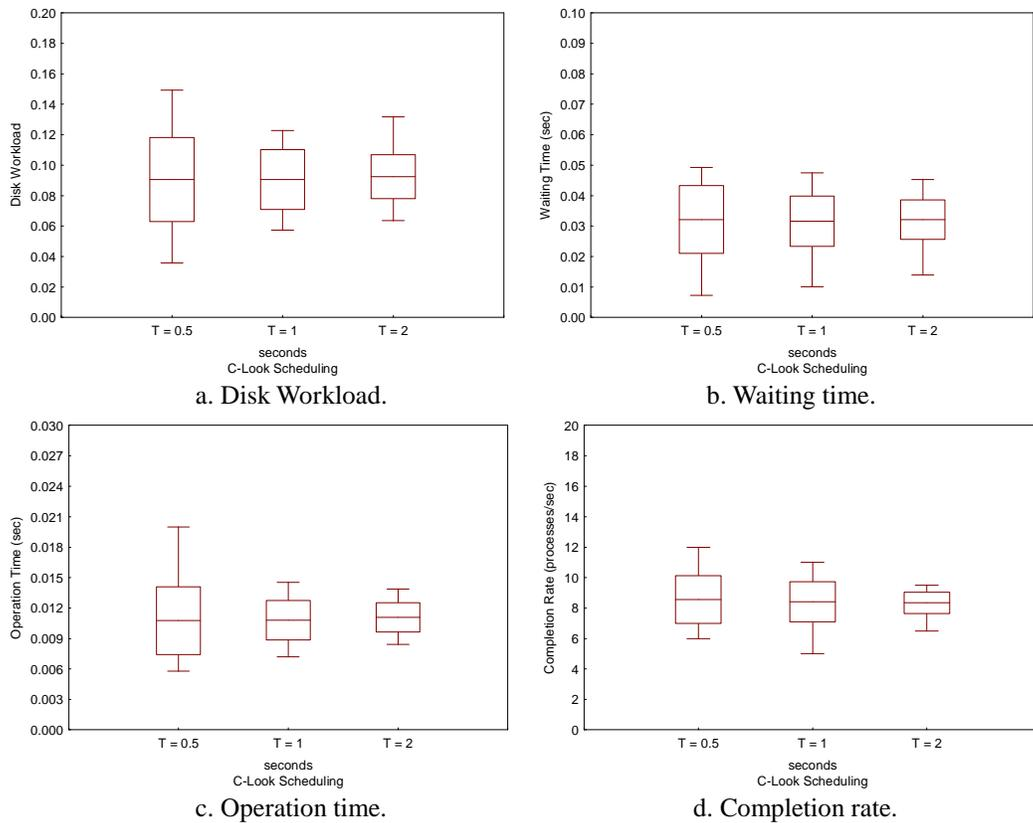 0.20
0.18
0.16
0.14
0.12
0.10
0.08
0.06
0.04
0.02
0.00
Disk Workload
T = 0.5 T = 1 T = 2
seconds
C-Look Scheduling
a. Disk Workload.
0.10
0.09
0.08
0.07
0.06
0.05
0.04
0.03
0.02
0.01
0.00
Waiting Time (sec)
T = 0.5 T = 1 T = 2
seconds
C-Look Scheduling
b. Waiting time.
0.030
0.027
0.024
0.021
0.018
0.015
0.012
0.009
0.006
0.003
0.000
Operation Time (sec)
T = 0.5 T = 1 T = 2
seconds
C-Look Scheduling
c. Operation time.
20
18
16
14
12
10
8
6
4
2
0
Completion Rate (processes/sec)
T = 0.5 T = 1 T = 2
seconds
C-Look Scheduling
d. Completion rate.